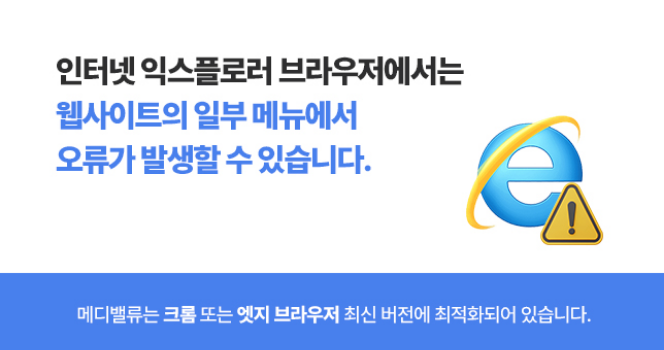 인터넷 익스플로러 브라우저에서는
웹사이트의 일부 메뉴에서
오류가 발생할 수 있습니다.
메디밸류는 크롬 또는 엣지 브라우저 최신 버전에 최적화되어 있습니다.